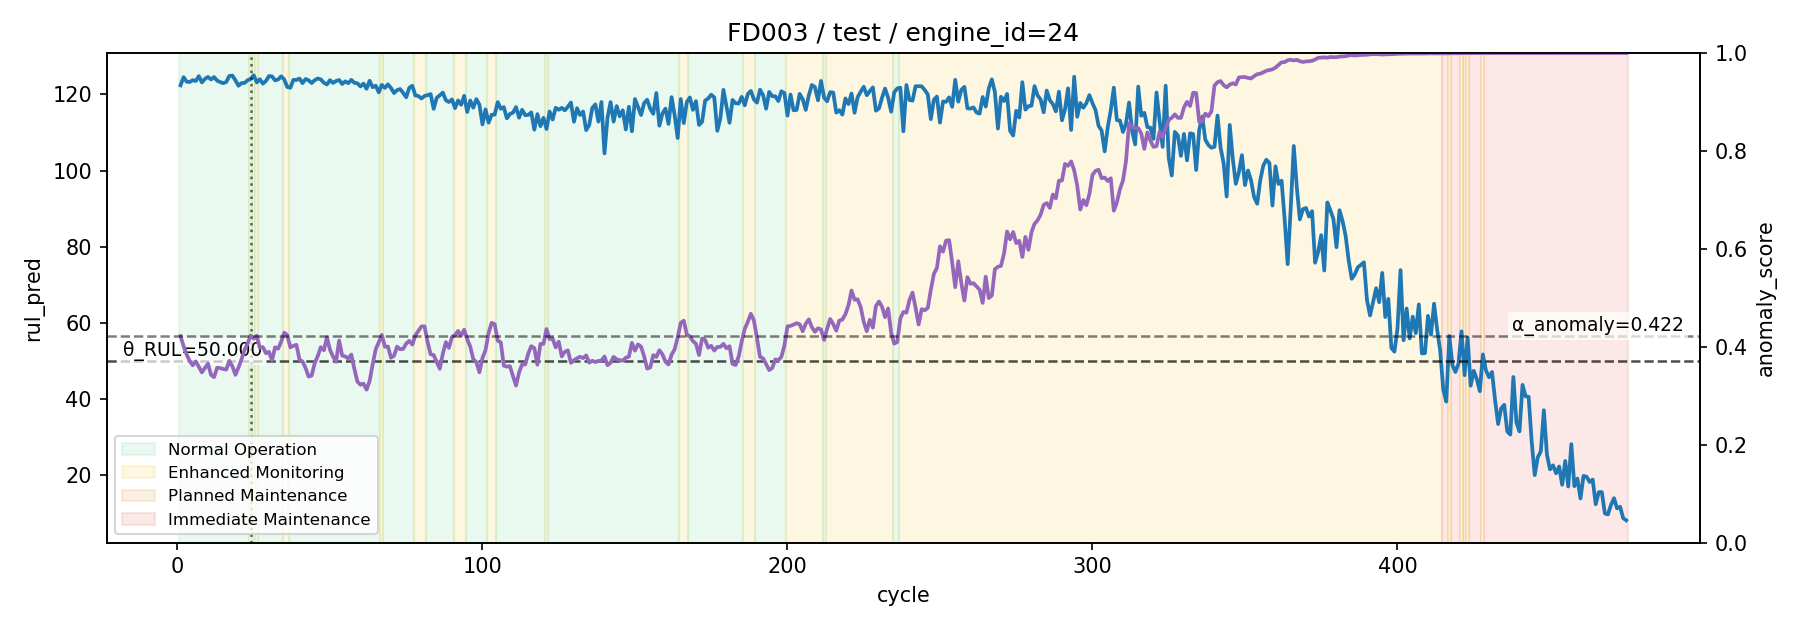 FD003 / test / engine_id=24
rul_pred
120
100
80
60
40
20
θ_RUL=50.000
α_anomaly=0.422
Normal Operation
Enhanced Monitoring
Planned Maintenance
Immediate Maintenance
1.0
0.8
0.6
0.4
0.2
0.0
anomaly_score
0 100 200 300 400
cycle